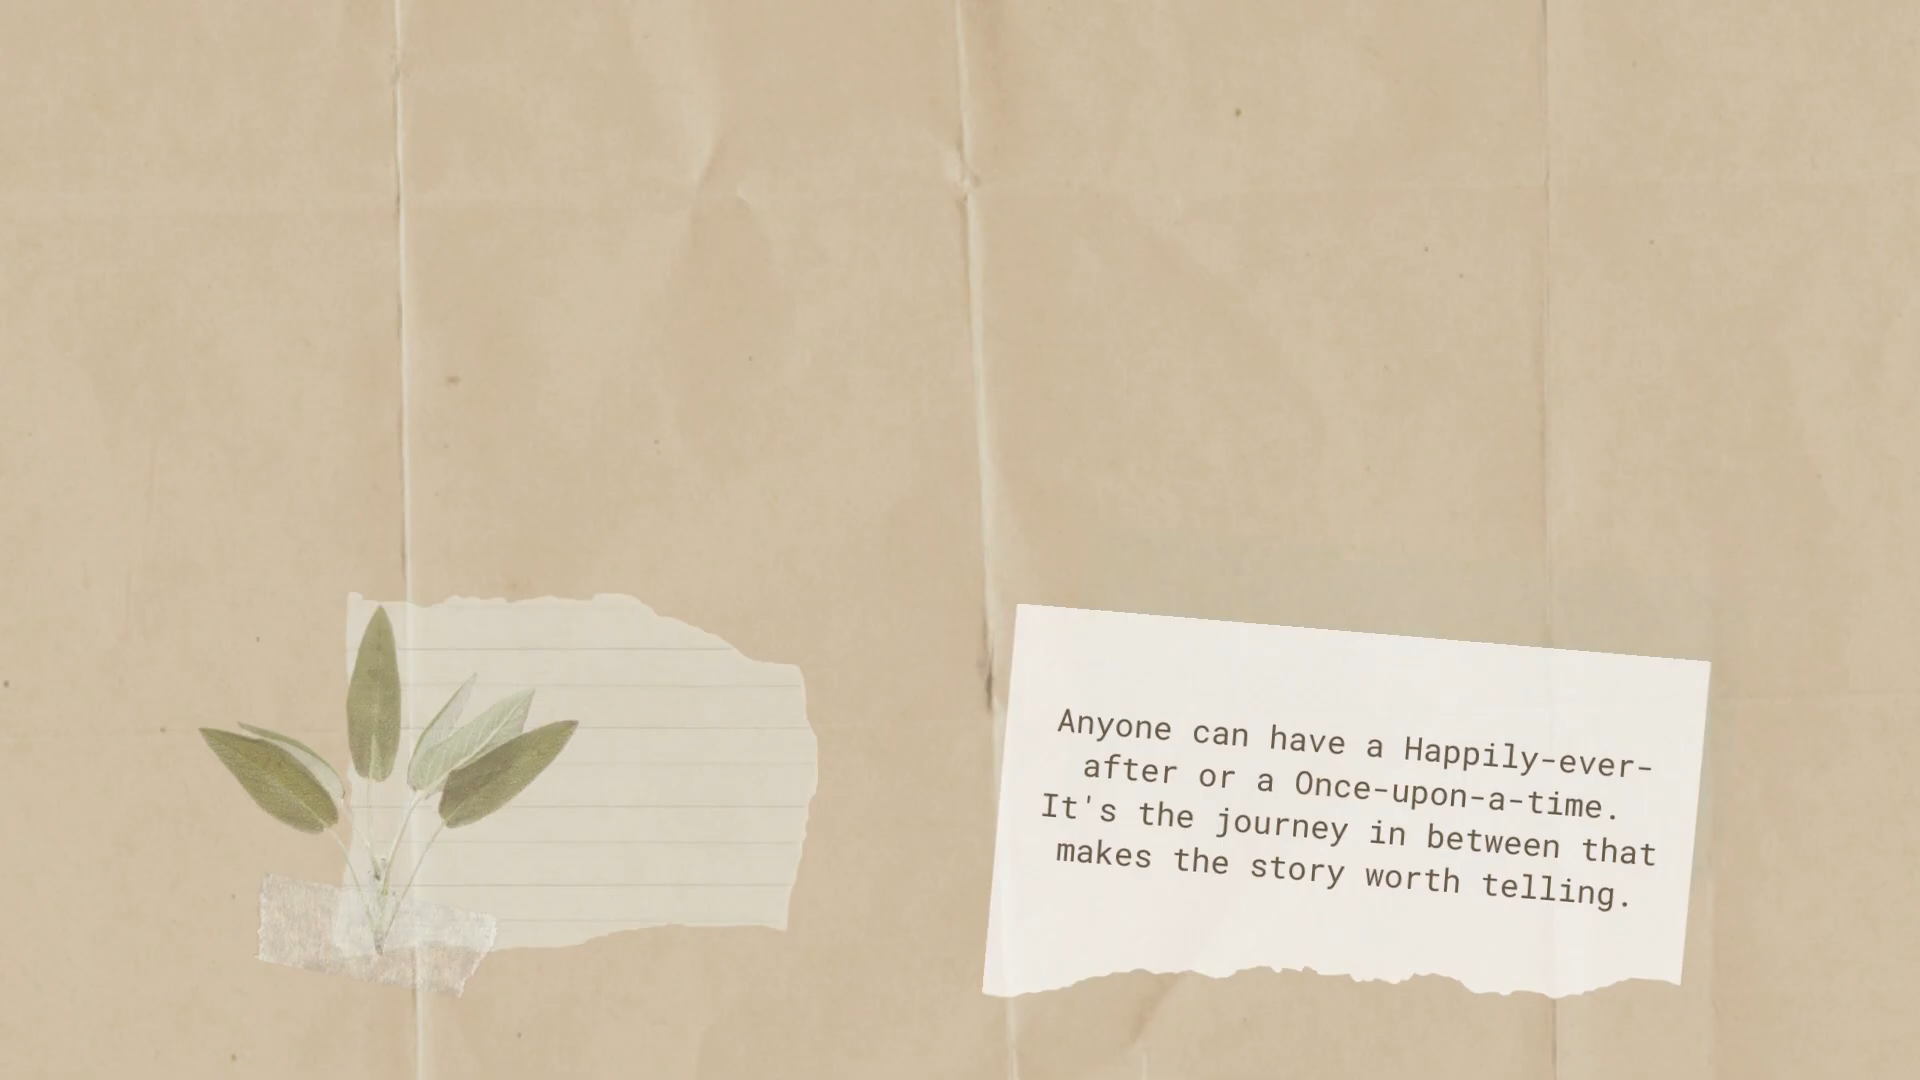 Anyone can have a Happily-ever-
after or a Once-upon-a-time.
It's the journey in between that
makes the story worth telling.